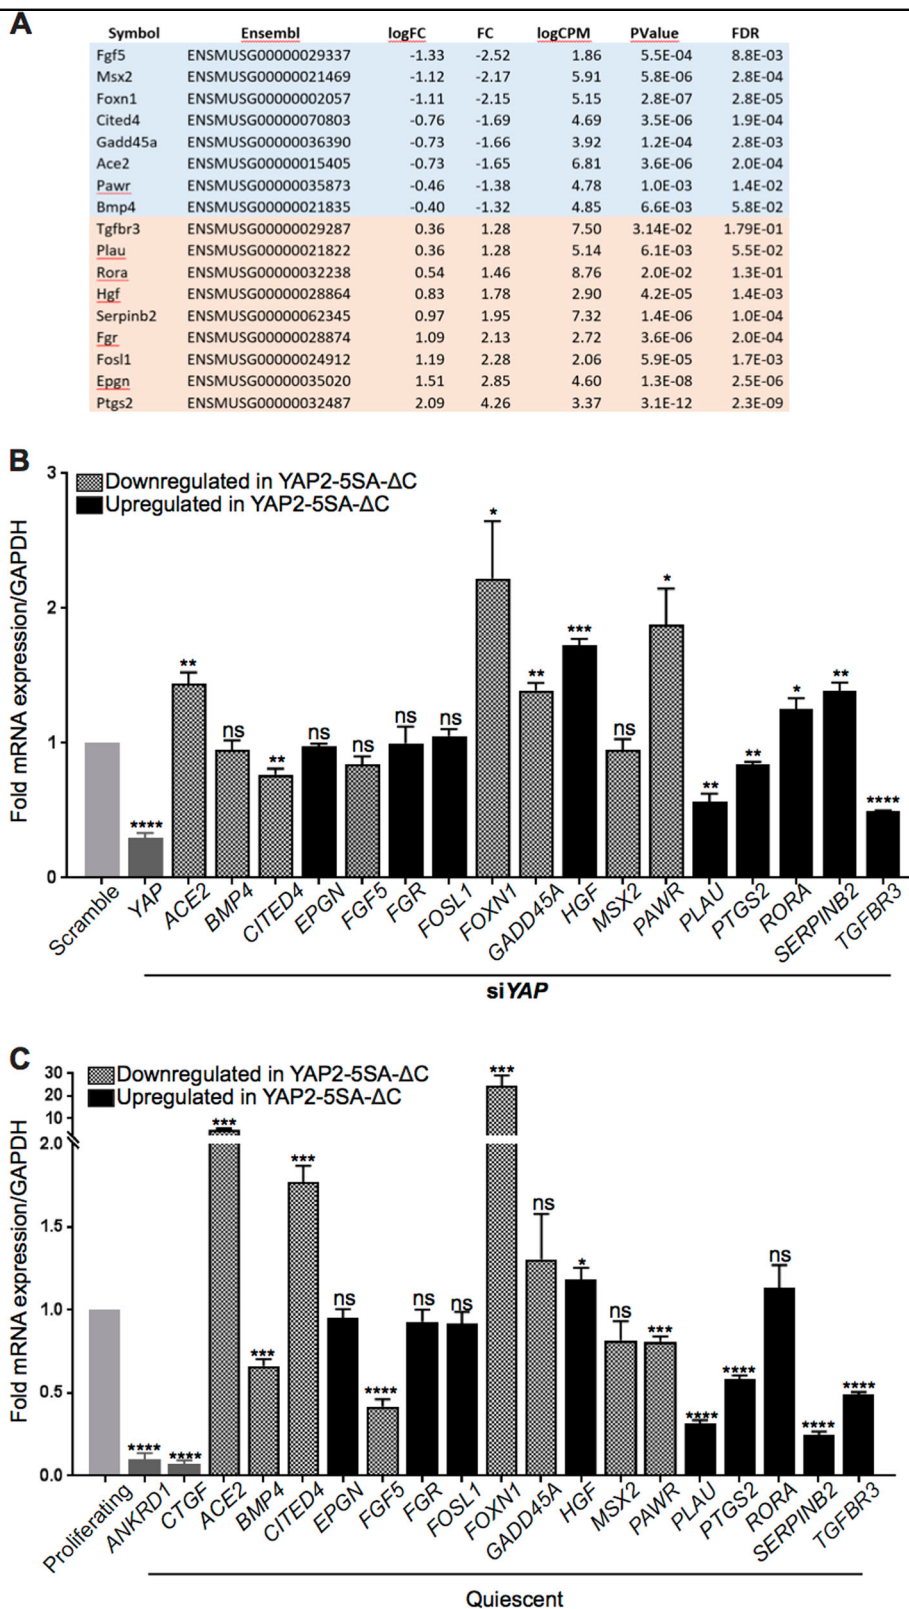 A
Symbol Ensembl logFC FC logCPM PValue FDR
Fgf5 ENSMUSG00000029337 -1.33 -2.52 1.86 5.5E-04 8.8E-03
Msx2 ENSMUSG00000021469 -1.12 -2.17 5.91 5.8E-06 2.8E-04
Foxn1 ENSMUSG00000002057 -1.11 -2.15 5.15 2.8E-07 2.8E-05
Cited4 ENSMUSG00000070803 -0.76 -1.69 4.69 3.5E-06 1.9E-04
Gadd45a ENSMUSG00000036390 -0.73 -1.66 3.92 1.2E-04 2.8E-03
Ace2 ENSMUSG00000015405 -0.73 -1.65 6.81 3.6E-06 2.0E-04
Pawr ENSMUSG00000035873 -0.46 -1.38 4.78 1.0E-03 1.4E-02
Bmp4 ENSMUSG00000021835 -0.40 -1.32 4.85 6.6E-03 5.8E-02
Tgfbr3 ENSMUSG00000029287 0.36 1.28 7.50 3.14E-02 1.79E-01
Plau ENSMUSG00000021822 0.36 1.28 5.14 6.1E-03 5.5E-02
Rora ENSMUSG00000032238 0.54 1.46 8.76 2.0E-02 1.3E-01
Hgf ENSMUSG00000028864 0.83 1.78 2.90 4.2E-05 1.4E-03
Serpinb2 ENSMUSG00000062345 0.97 1.95 7.32 1.4E-06 1.0E-04
Fgr ENSMUSG00000028874 1.09 2.13 2.72 3.6E-06 2.0E-04
Fosl1 ENSMUSG00000024912 1.19 2.28 2.06 5.9E-05 1.7E-03
Epgn ENSMUSG00000035020 1.51 2.85 4.60 1.3E-08 2.5E-06
Ptgs2 ENSMUSG00000032487 2.09 4.26 3.37 3.1E-12 2.3E-09
B
Fold mRNA expression/GAPDH
3
2
1
0
Downregulated in YAP2-5SA-ΔC
Upregulated in YAP2-5SA-ΔC
**** ** ns ** ns ns ns ns * ** *** ns * ** ** * ** ****
Scramble YAP ACE2 BMP4 CITED4 EPGN FGF5 FGR FOSL1 FOXN1 GADD45A HGF MSX2 PAWR PLAU PTGS2 RORA SERPINB2 TGFBR3
siYAP
C
Fold mRNA expression/GAPDH
30
20
10
2.0
1.5
1.0
0.5
0.0
Downregulated in YAP2-5SA-ΔC
Upregulated in YAP2-5SA-ΔC
**** **** *** *** *** ns **** ns ns *** ns * ns *** **** **** ns **** ****
Proliferating ANKRD1 CTGF ACE2 BMP4 CITED4 EPGN FGF5 FGR FOSL1 FOXN1 GADD45A HGF MSX2 PAWR PLAU PTGS2 RORA SERPINB2 TGFBR3
Quiescent